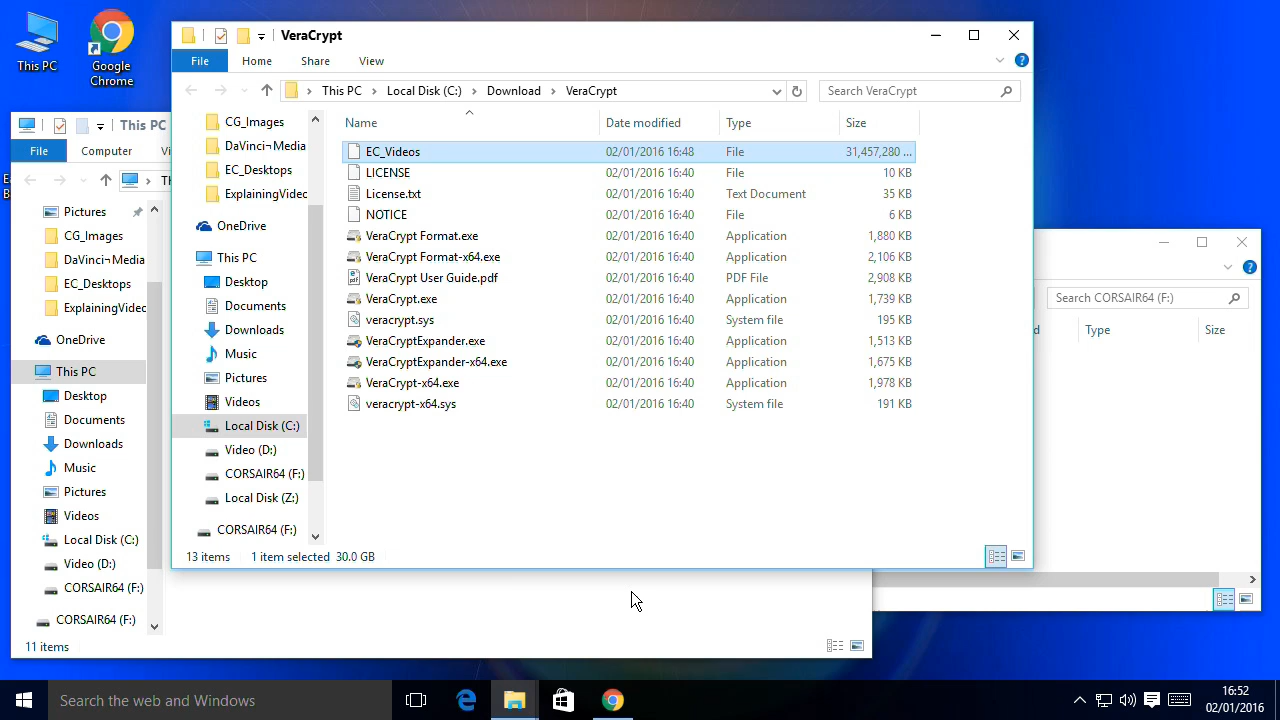 This PC
Google
Chrome
VeraCrypt
File
Home
Share
View
This PC
Local Disk (C:)
Download
VeraCrypt
Search VeraCrypt
CG_Images
DaVinci¬Media
EC_Desktops
ExplainingVideo
OneDrive
This PC
Desktop
Documents
Downloads
Music
Pictures
Videos
Local Disk (C:)
Video (D:)
CORSAIR64 (F:)
Local Disk (Z:)
CORSAIR64 (F:)
Name Date modified Type Size
EC_Videos 02/01/2016 16:48 File 31,457,280 ...
LICENSE 02/01/2016 16:40 File 10 KB
License.txt 02/01/2016 16:40 Text Document 35 KB
NOTICE 02/01/2016 16:40 File 6 KB
VeraCrypt Format.exe 02/01/2016 16:40 Application 1,880 KB
VeraCrypt Format-x64.exe 02/01/2016 16:40 Application 2,106 KB
VeraCrypt User Guide.pdf 02/01/2016 16:40 PDF File 2,908 KB
VeraCrypt.exe 02/01/2016 16:40 Application 1,739 KB
veracrypt.sys 02/01/2016 16:40 System file 195 KB
VeraCryptExpander.exe 02/01/2016 16:40 Application 1,513 KB
VeraCryptExpander-x64.exe 02/01/2016 16:40 Application 1,675 KB
VeraCrypt-x64.exe 02/01/2016 16:40 Application 1,978 KB
veracrypt-x64.sys 02/01/2016 16:40 System file 191 KB
13 items 1 item selected 30.0 GB
This PC
File
Computer
Vi
Th
Pictures
CG_Images
DaVinci¬Media
EC_Desktops
ExplainingVideo
OneDrive
This PC
Desktop
Documents
Downloads
Music
Pictures
Videos
Local Disk (C:)
Video (D:)
CORSAIR64 (F:)
CORSAIR64 (F:)
11 items
Search CORSAIR64 (F:)
d Type Size
Search the web and Windows
16:52
02/01/2016